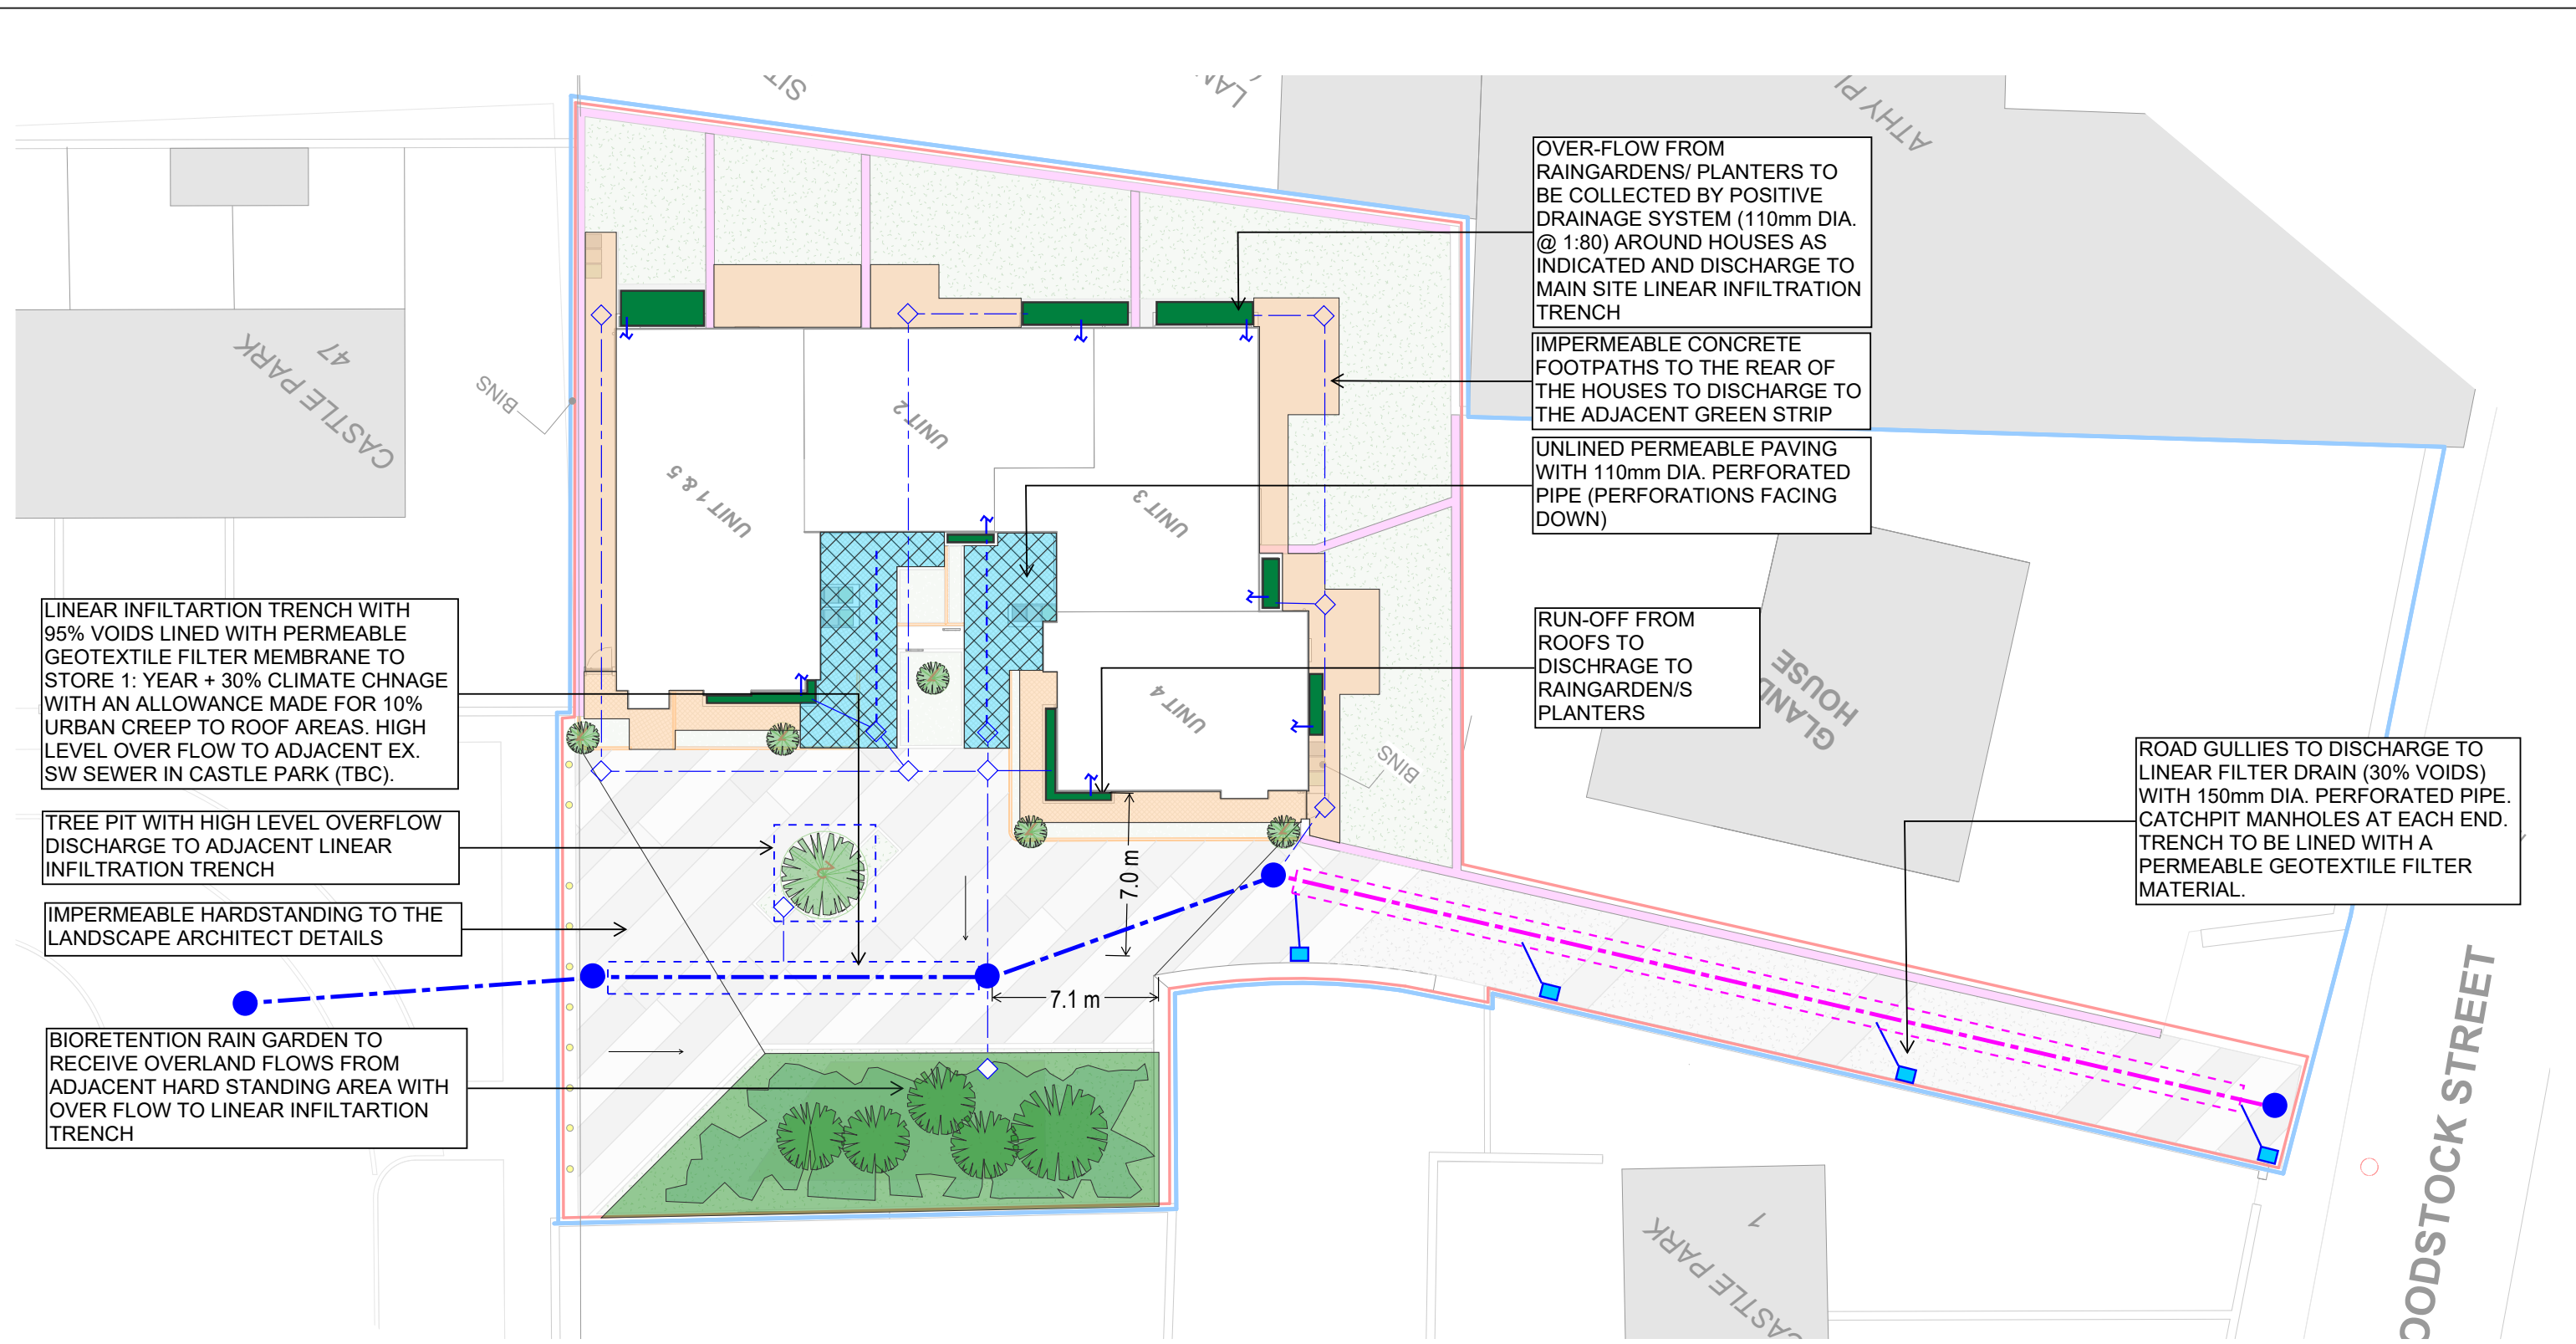 SIT
LAN
ATHY PI
OVER-FLOW FROM
RAINGARDENS/ PLANTERS TO
BE COLLECTED BY POSITIVE
DRAINAGE SYSTEM (110mm DIA.
@ 1:80) AROUND HOUSES AS
INDICATED AND DISCHARGE TO
MAIN SITE LINEAR INFILTRATION
TRENCH
IMPERMEABLE CONCRETE
FOOTPATHS TO THE REAR OF
THE HOUSES TO DISCHARGE TO
THE ADJACENT GREEN STRIP
UNLINED PERMEABLE PAVING
WITH 110mm DIA. PERFORATED
PIPE (PERFORATIONS FACING
DOWN)
47
CASTLE PARK
BINS
UNIT 2
UNIT 1 & 5
UNIT 3
UNIT 4
LINEAR INFILTARTION TRENCH WITH
95% VOIDS LINED WITH PERMEABLE
GEOTEXTILE FILTER MEMBRANE TO
STORE 1: YEAR + 30% CLIMATE CHNAGE
WITH AN ALLOWANCE MADE FOR 10%
URBAN CREEP TO ROOF AREAS. HIGH
LEVEL OVER FLOW TO ADJACENT EX.
SW SEWER IN CASTLE PARK (TBC).
RUN-OFF FROM
ROOFS TO
DISCHRAGE TO
RAINGARDEN/S
PLANTERS
GLAND
HOUSE
BINS
ROAD GULLIES TO DISCHARGE TO
LINEAR FILTER DRAIN (30% VOIDS)
WITH 150mm DIA. PERFORATED PIPE.
CATCHPIT MANHOLES AT EACH END.
TRENCH TO BE LINED WITH A
PERMEABLE GEOTEXTILE FILTER
MATERIAL.
TREE PIT WITH HIGH LEVEL OVERFLOW
DISCHARGE TO ADJACENT LINEAR
INFILTRATION TRENCH
7.0 m
IMPERMEABLE HARDSTANDING TO THE
LANDSCAPE ARCHITECT DETAILS
7.1 m
BIORETENTION RAIN GARDEN TO
RECEIVE OVERLAND FLOWS FROM
ADJACENT HARD STANDING AREA WITH
OVER FLOW TO LINEAR INFILTARTION
TRENCH
1
CASTLE PARK
OODSTOCK STREET